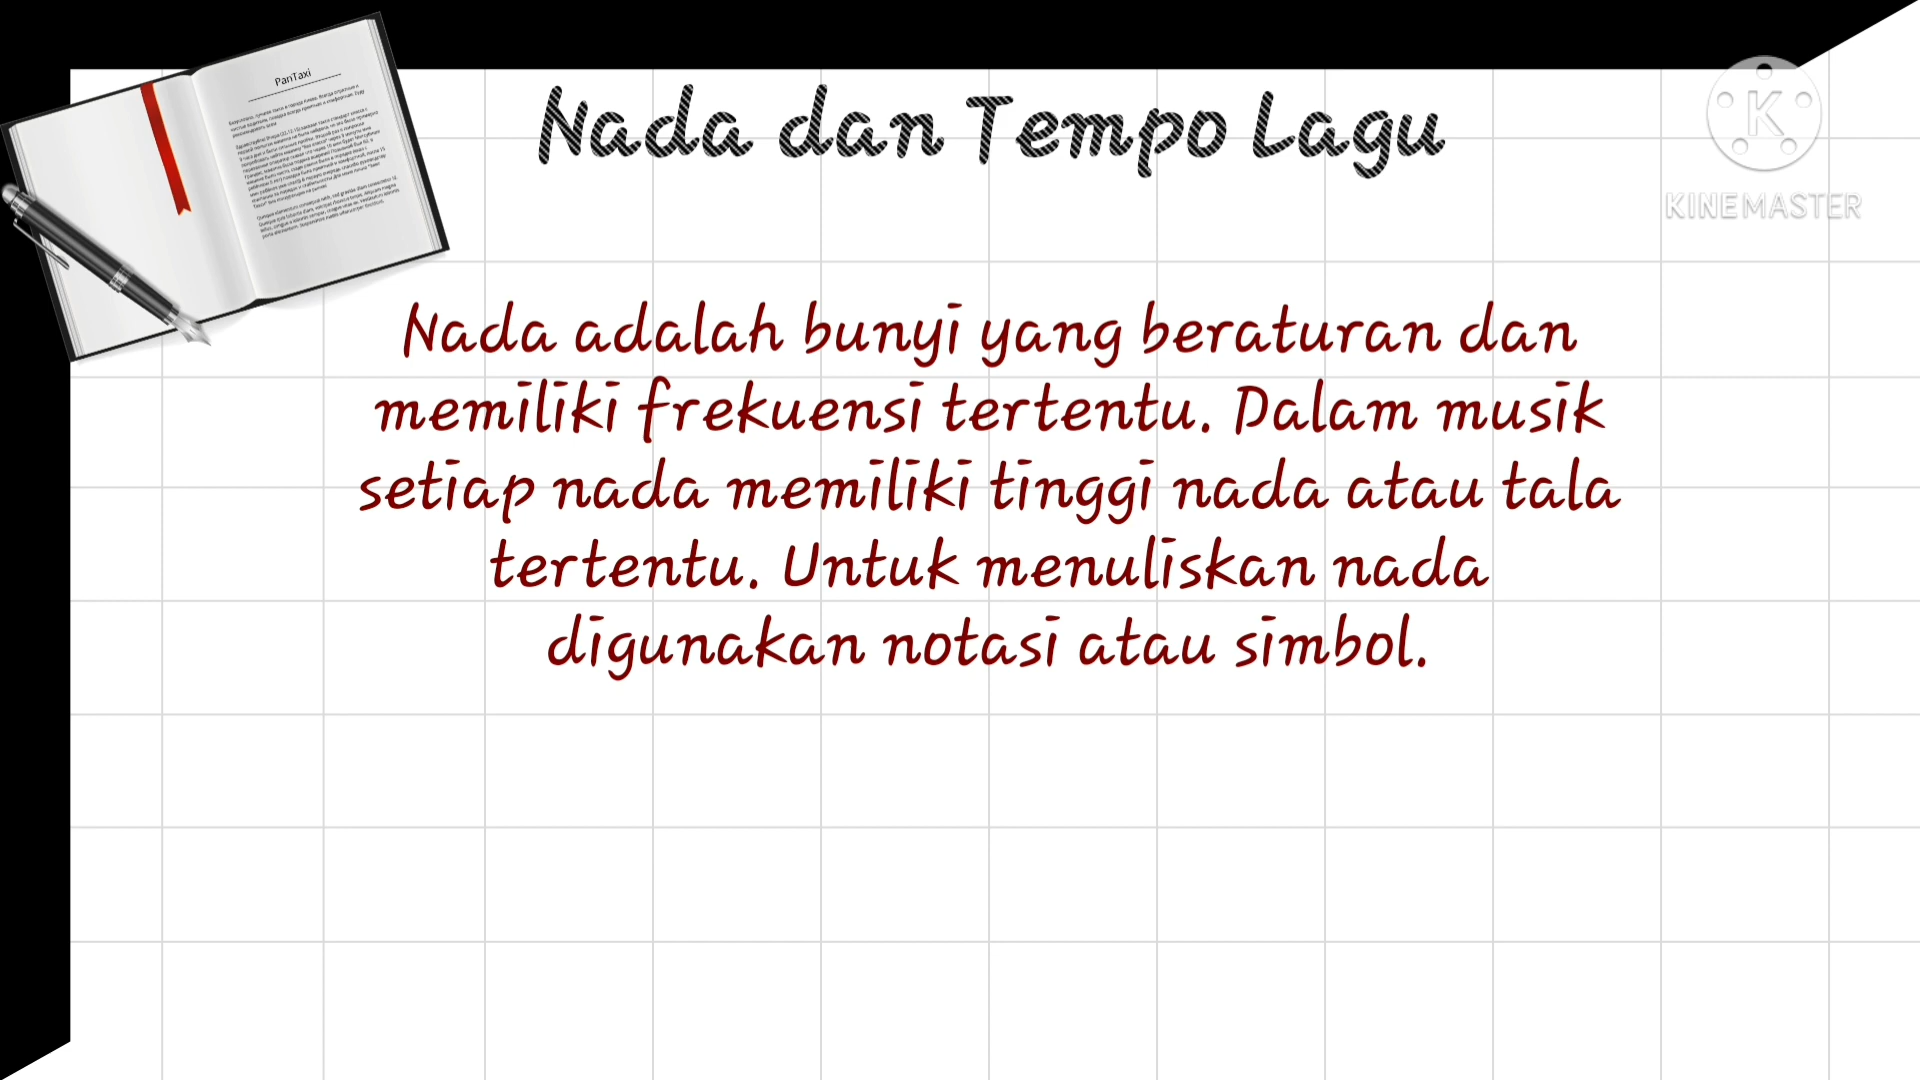 PanTaxi
Nada dan Tempo Lagu
KINEMASTER
Nada adalah bunyi yang beraturan dan
memiliki frekuensi tertentu. Dalam musik
setiap nada memiliki tinggi nada atau tala
tertentu. Untuk menuliskan nada
digunakan notasi atau simbol.